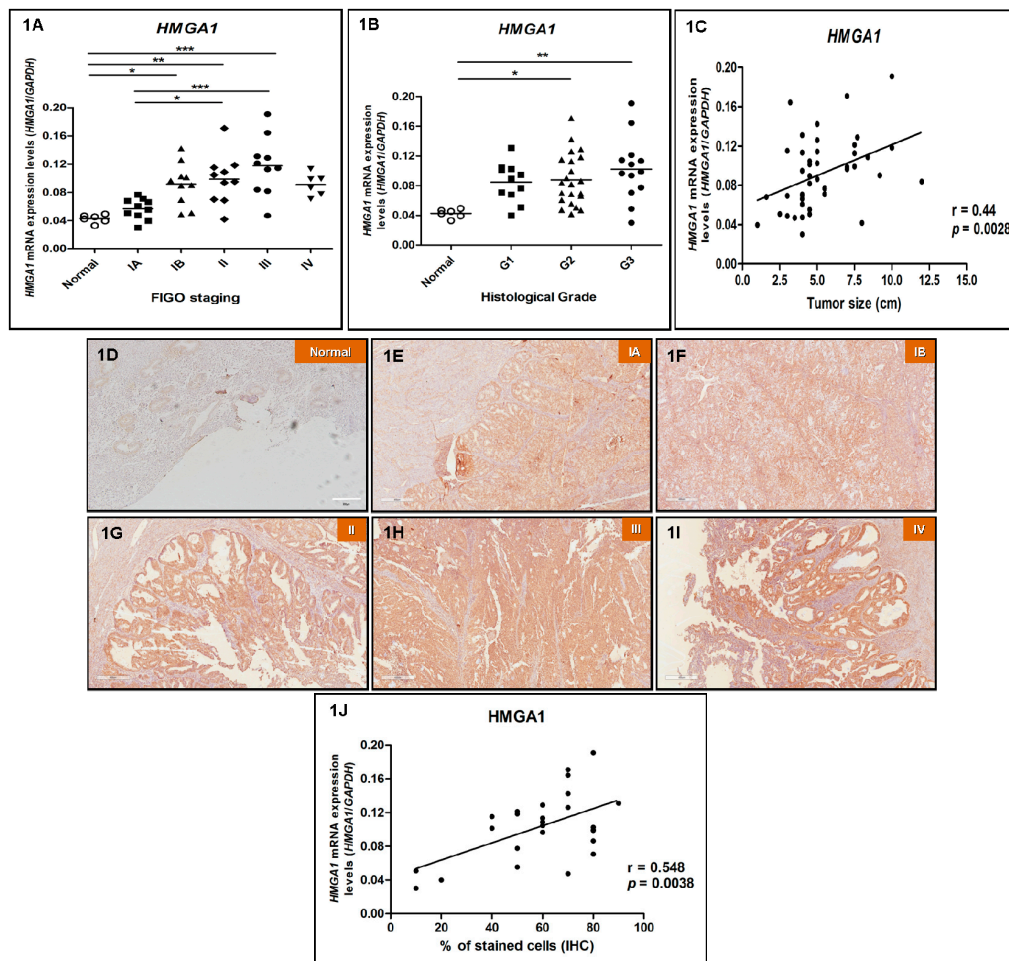 1A
HMGA1
***
**
*
***
*
HMGA1 mRNA expression levels (HMGA1/GAPDH)
0.20
0.16
0.12
0.08
0.04
0.00
Normal
IA
IB
II
III
IV
FIGO staging
1B
HMGA1
**
*
HMGA1 mRNA expression
levels (HMGA1/GAPDH)
0.20
0.16
0.12
0.08
0.04
0.00
Normal
G1
G2
G3
Histological Grade
1C
HMGA1
HMGA1 mRNA expression
levels (HMGA1/GAPDH)
0.20
0.16
0.12
0.08
0.04
0.00
r = 0.44
p = 0.0028
0.0
2.5
5.0
7.5
10.0
12.5
15.0
Tumor size (cm)
1D
Normal
1E
IA
1F
IB
1G
II
1H
III
1I
IV
1J
HMGA1
HMGA1 mRNA expression
levels (HMGA1/GAPDH)
0.20
0.16
0.12
0.08
0.04
0.00
r = 0.548
p = 0.0038
0
20
40
60
80
100
% of stained cells (IHC)